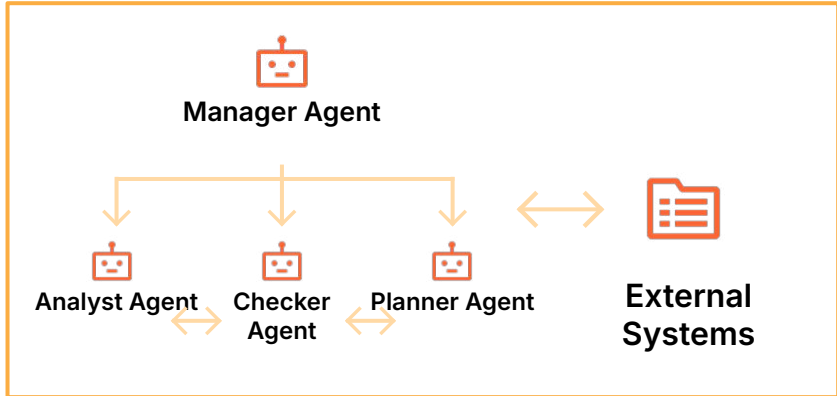 Manager Agent
Analyst Agent
Checker
Agent
Planner Agent
External
Systems